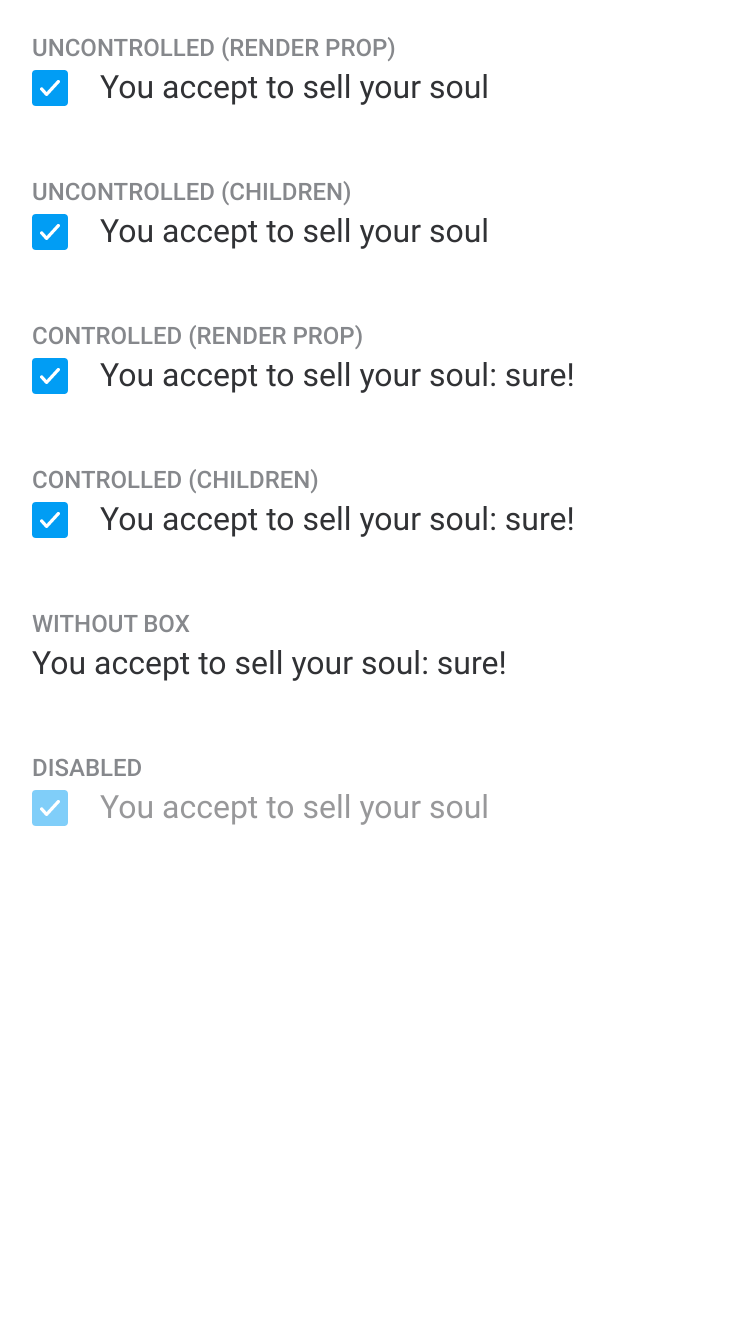 UNCONTROLLED (RENDER PROP)
You accept to sell your soul
UNCONTROLLED (CHILDREN)
You accept to sell your soul
CONTROLLED (RENDER PROP)
You accept to sell your soul: sure!
CONTROLLED (CHILDREN)
You accept to sell your soul: sure!
WITHOUT BOX
You accept to sell your soul: sure!
DISABLED
You accept to sell your soul